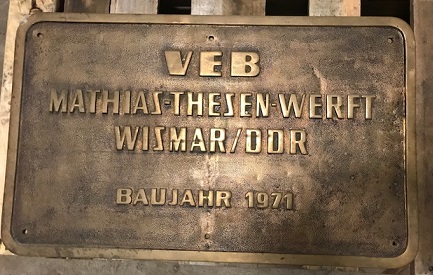 VEB
MATHIAS-THESEN-WERFT
WISMAR/DDR
BAUJAHR 1971